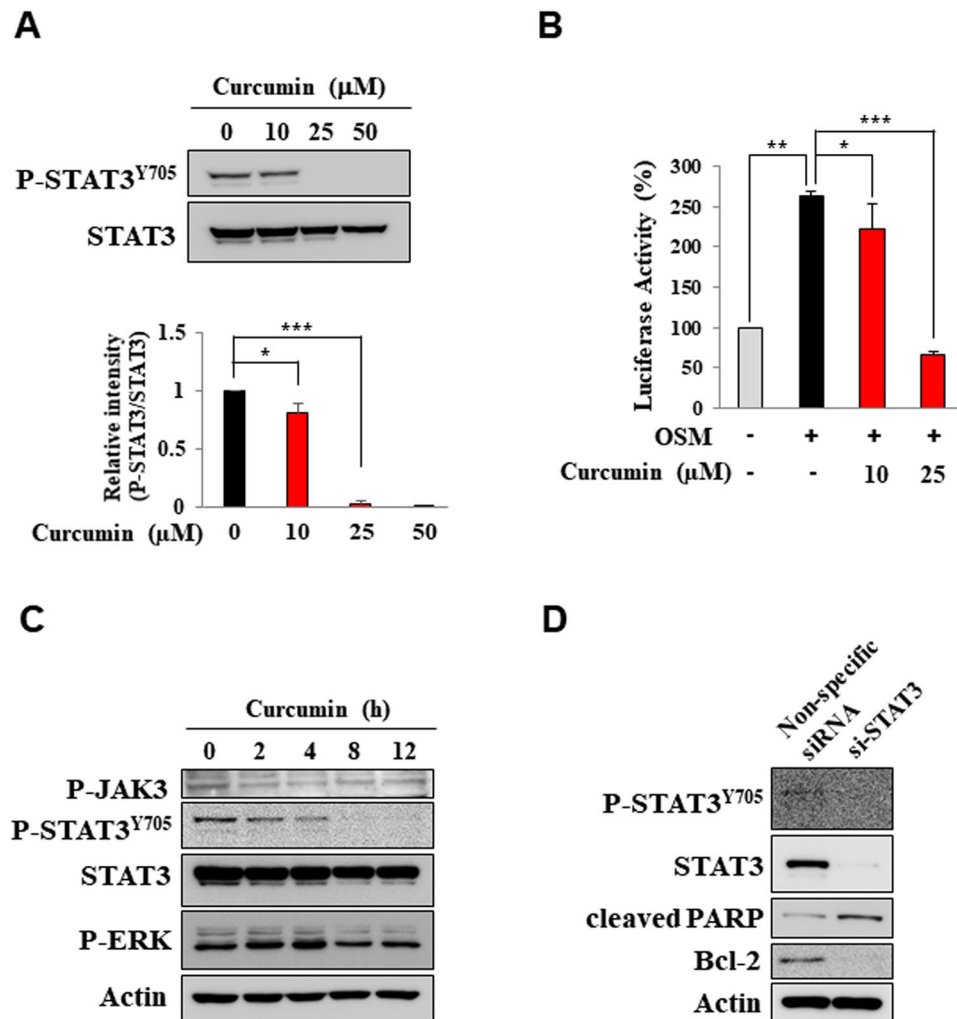 A
Curcumin (μM)
0 10 25 50
P-STAT3Y705
STAT3
Relative intensity
(P-STAT3/STAT3)
1.5
1
0.5
0
***
*
Curcumin (μM) 0 10 25 50
B
Luciferase Activity (%)
300
250
200
150
100
50
0
***
** *
OSM - + + +
Curcumin (μM) - - 10 25
C
Curcumin (h)
0 2 4 8 12
P-JAK3
P-STAT3Y705
STAT3
P-ERK
Actin
D
Non-specific
siRNA
si-STAT3
P-STAT3Y705
STAT3
cleaved PARP
Bcl-2
Actin